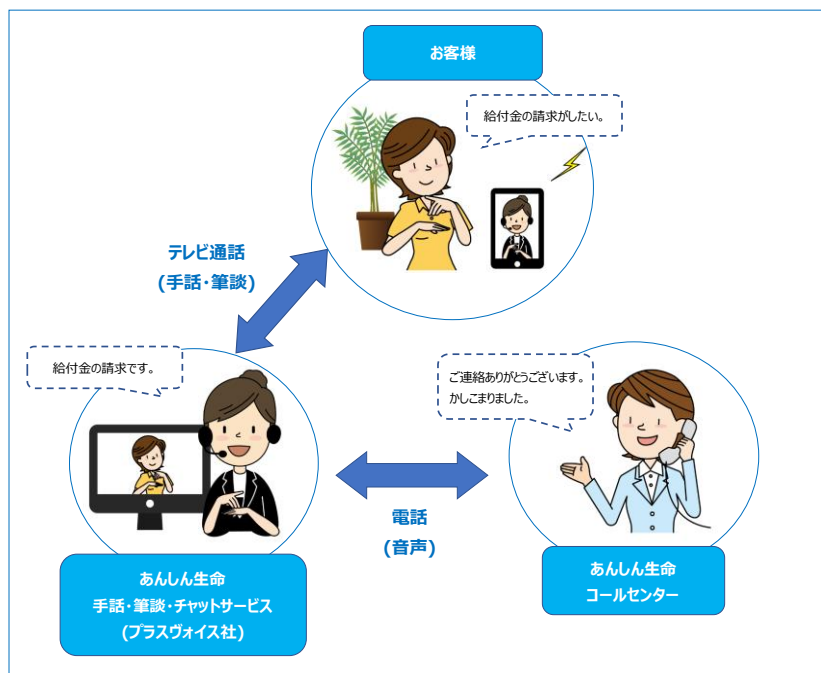 お客様
給付金の請求がしたい。
テレビ通話
(手話・筆談)
給付金の請求です。
ご連絡ありがとうございます。
かしこまりました。
電話
(音声)
あんしん生命
手話・筆談・チャットサービス
(プラスヴォイス社)
あんしん生命
コールセンター